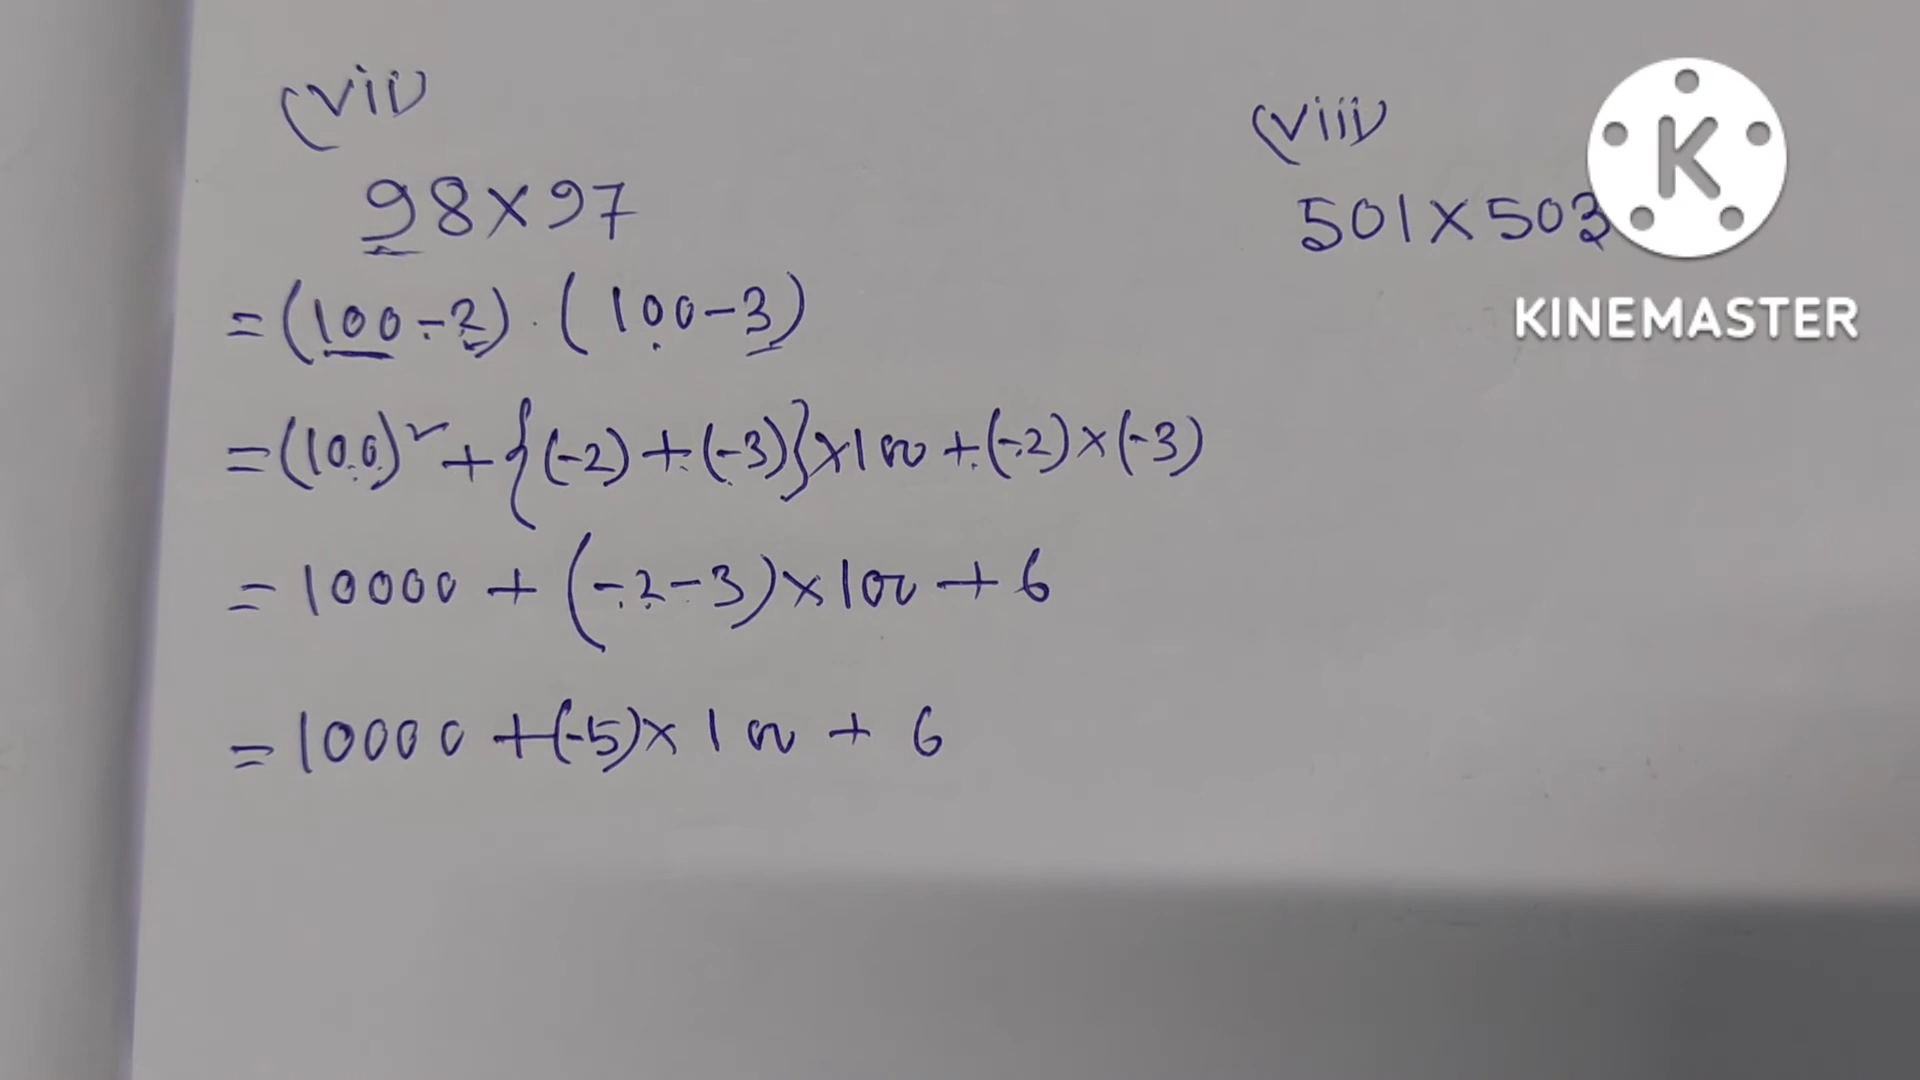 (vii)
98×97
=(100-2).(100-3)
=(100)²+{(-2)+(-3)}×100+(-2)×(-3)
=10000+(-2-3)×100+6
=10000+(-5)×100+6
(viii)
501×503
K
KINEMASTER